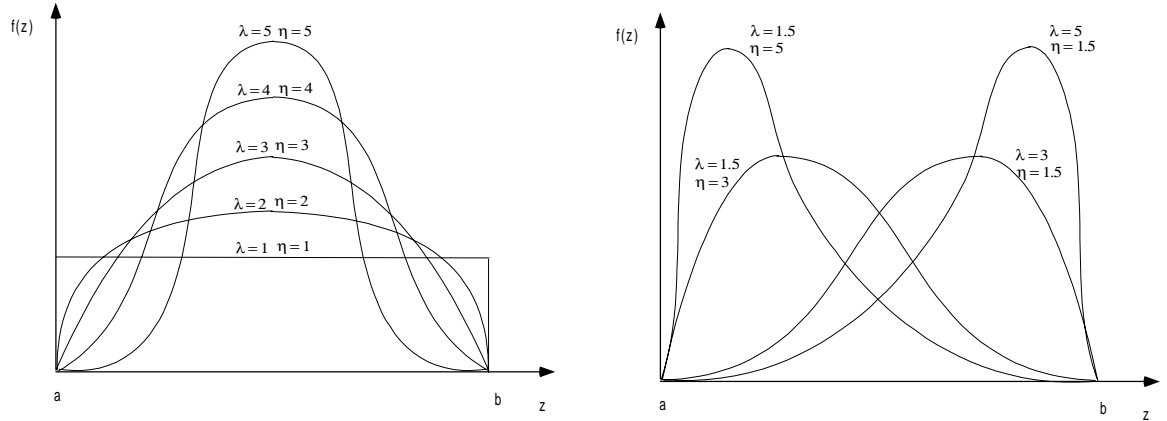 f(z)
λ=5 η=5
λ=4 η=4
λ=3 η=3
λ=2 η=2
λ=1 η=1
a
b
z
f(z)
λ=1.5
η=5
λ=5
η=1.5
λ=1.5
η=3
λ=3
η=1.5
a
b
z